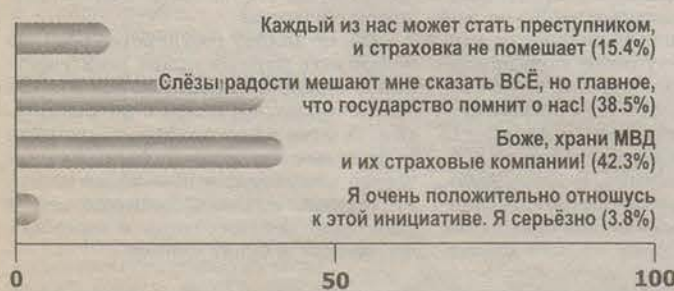 Каждый из нас может стать преступником,
и страховка не помешает (15.4%)
Слёзы радости мешают мне сказать ВСЁ, но главное,
что государство помнит о нас! (38.5%)
Боже, храни МВД
и их страховые компании! (42.3%)
Я очень положительно отношусь
к этой инициативе. Я серьёзно (3.8%)
0 50 100